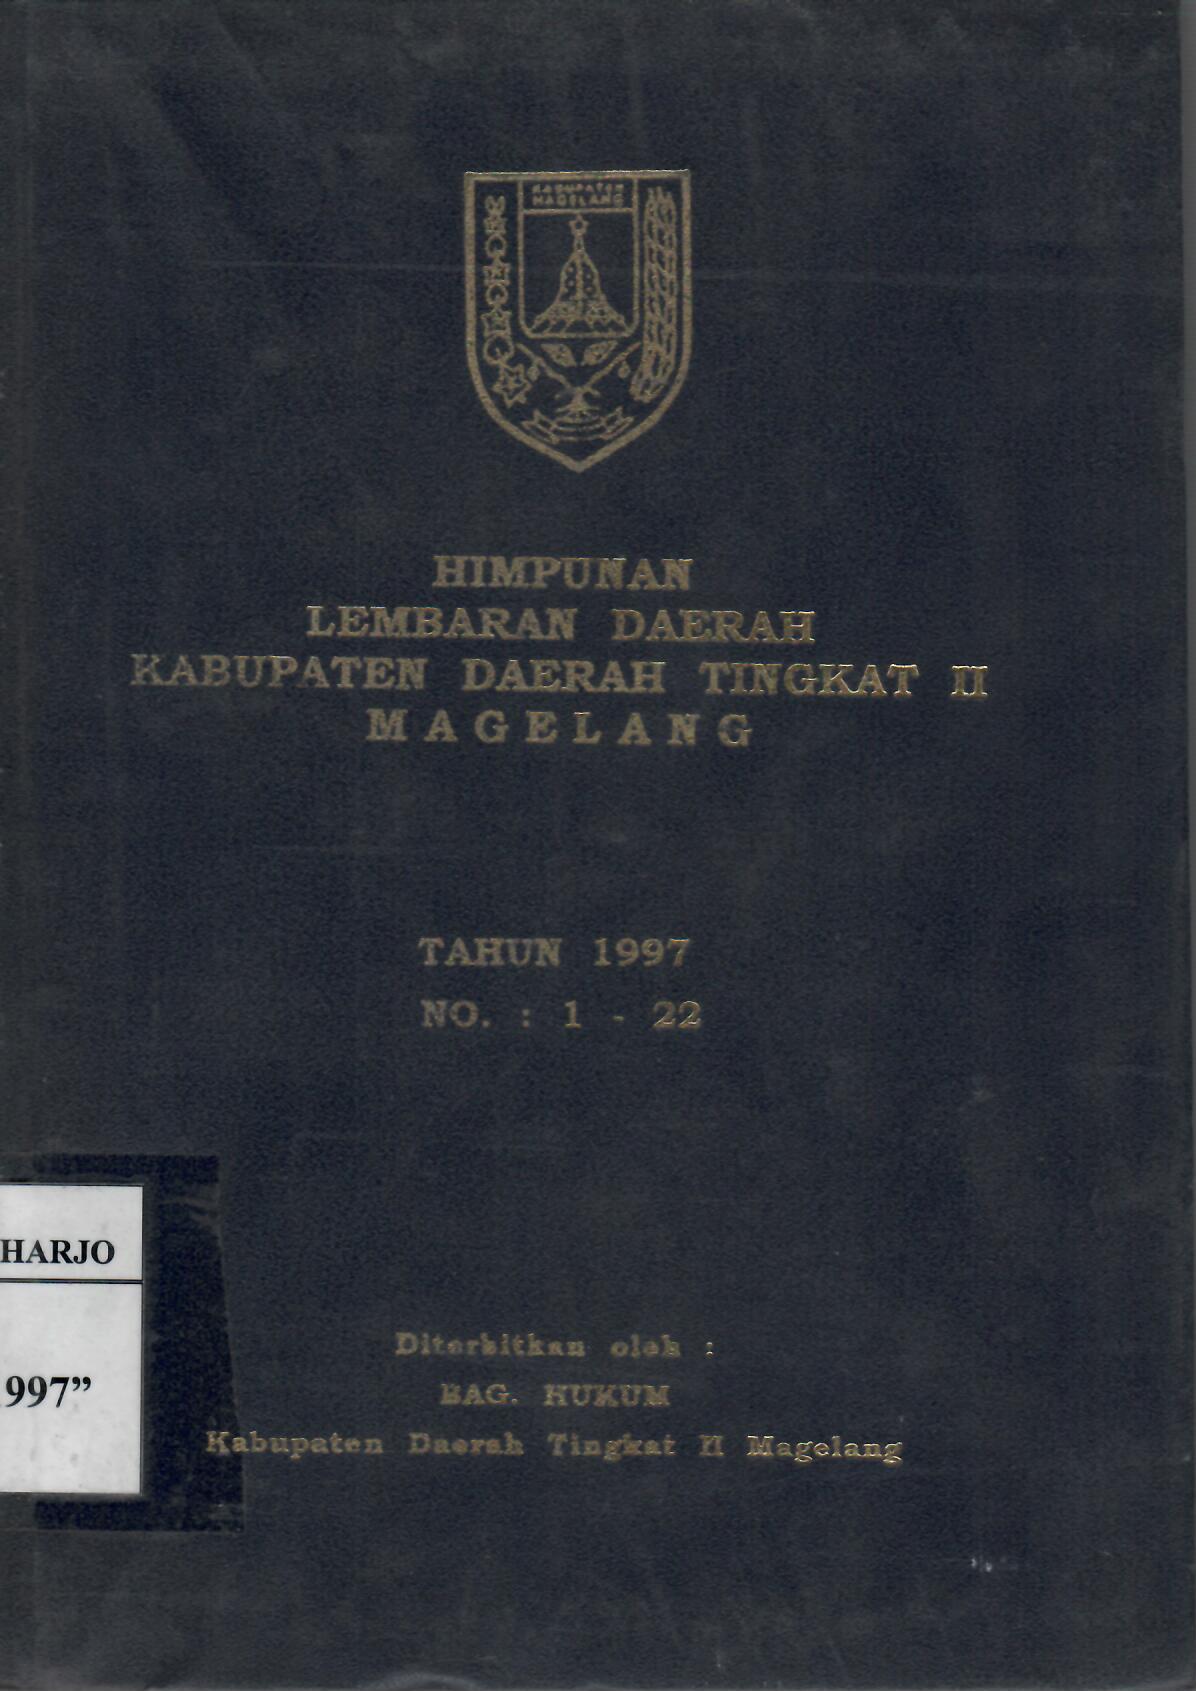 KABUPATEN
MAGELANG
HIMPUNAN
LEMBARAN DAERAH
KABUPATEN DAERAH TINGKAT II
MAGELANG
TAHUN 1997
NO. : 1 - 22
HARJO
997”
Diterbitkan oleh :
BAG. HUKUM
Kabupaten Daerah Tingkat II Magelang